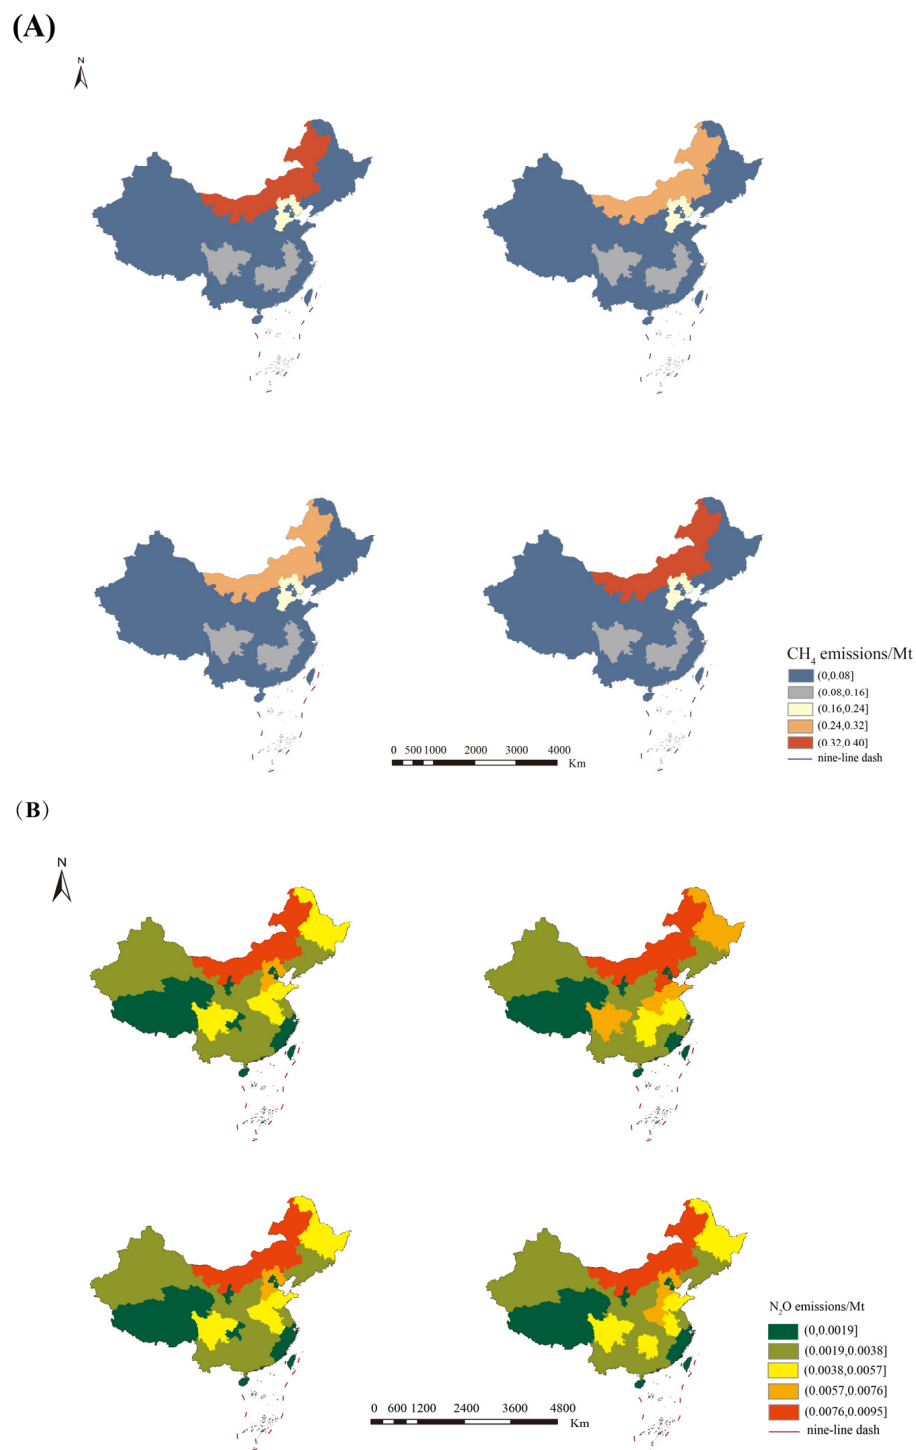 (A)
N
CH₄ emissions/Mt
(0,0.08]
(0.08,0.16]
(0.16,0.24]
(0.24,0.32]
(0.32,0.40]
nine-line dash
0 500 1000 2000 3000 4000
Km
（B）
N
N₂O emissions/Mt
(0,0.0019]
(0.0019,0.0038]
(0.0038,0.0057]
(0.0057,0.0076]
(0.0076,0.0095]
nine-line dash
0 600 1200 2400 3600 4800
Km